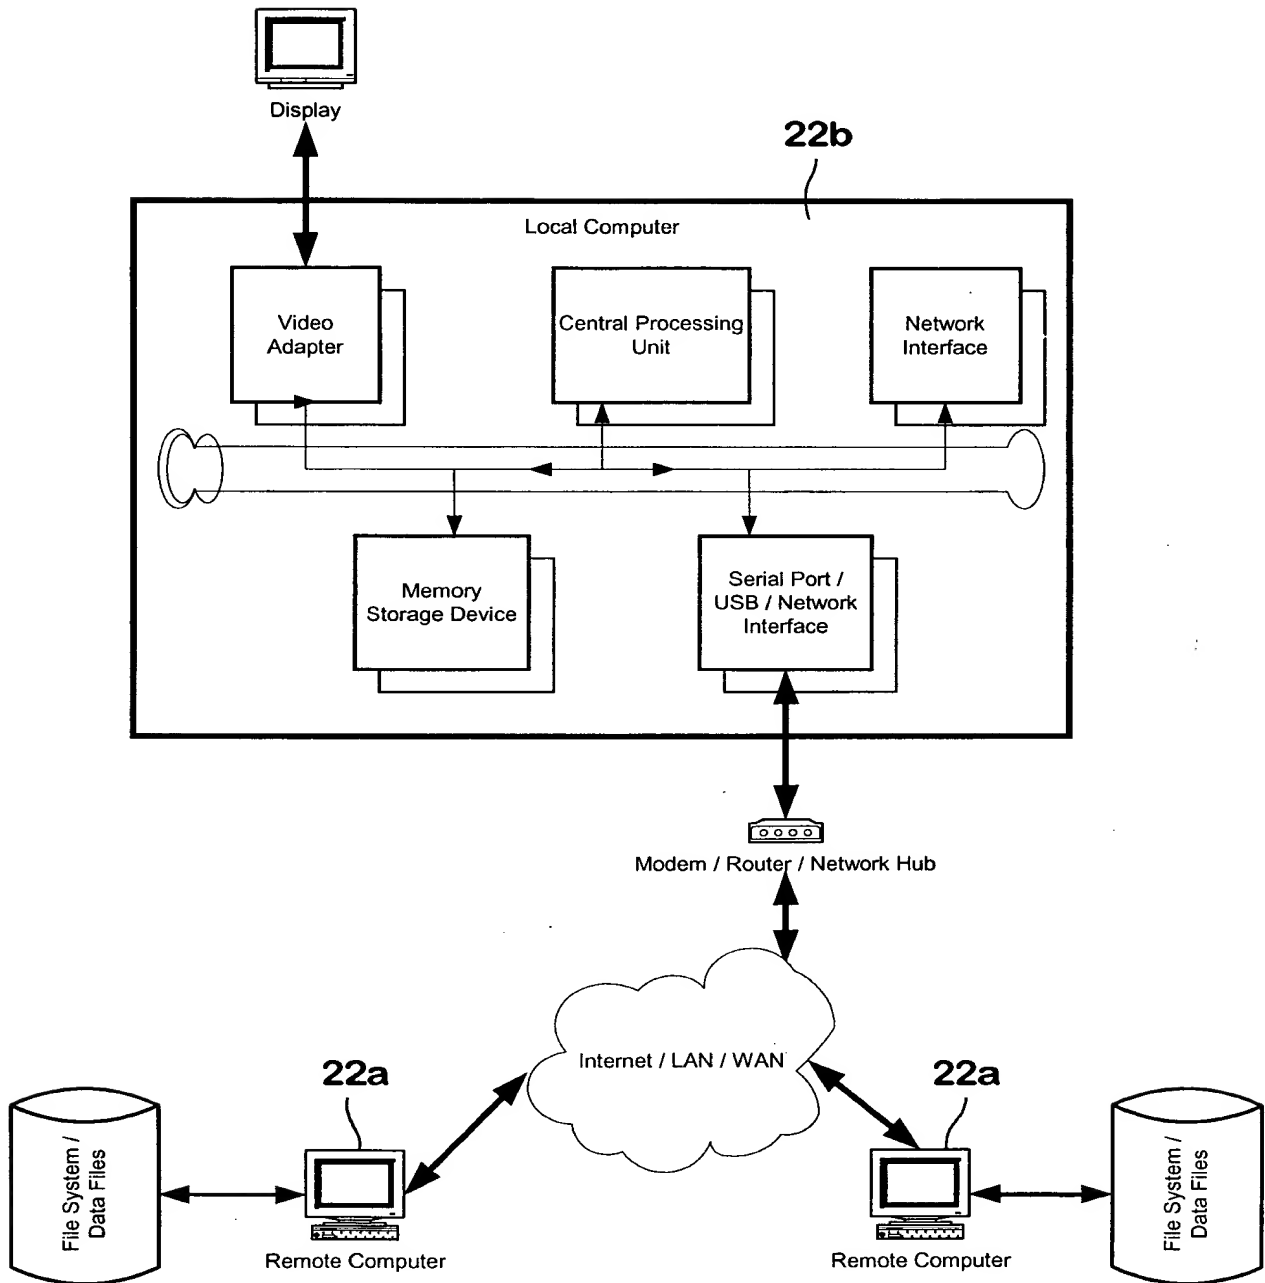 Display
22b
Local Computer
Video
Adapter
Central Processing
Unit
Network
Interface
Memory
Storage Device
Serial Port /
USB / Network
Interface
Modem / Router / Network Hub
Internet / LAN / WAN
22a
22a
File System /
Data Files
Remote Computer
Remote Computer
File System /
Data Files